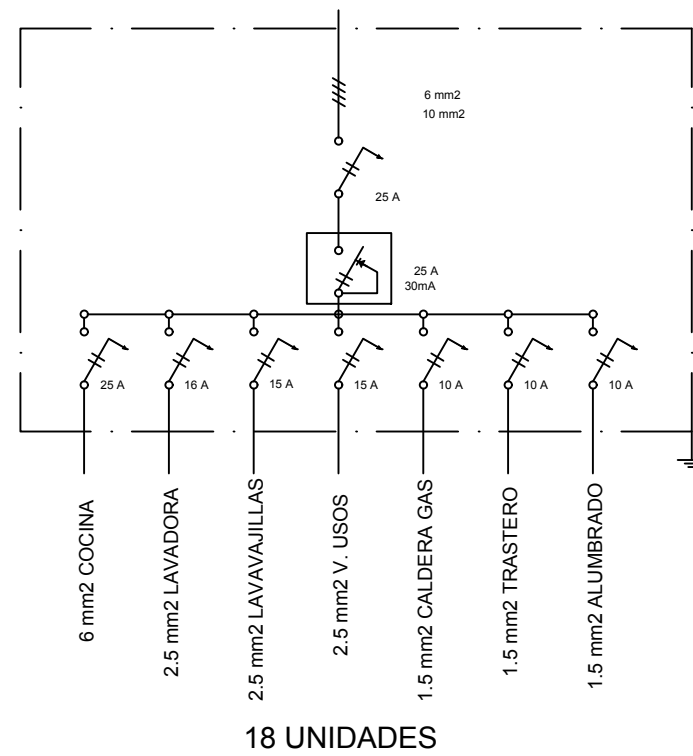 6 mm2
10 mm2
25 A
25 A
30mA
25 A
16 A
15 A
15 A
10 A
10 A
10 A
6 mm2 COCINA
2.5 mm2 LAVADORA
2.5 mm2 LAVAVAJILLAS
2.5 mm2 V. USOS
1.5 mm2 CALDERA GAS
1.5 mm2 TRASTERO
1.5 mm2 ALUMBRADO
18 UNIDADES